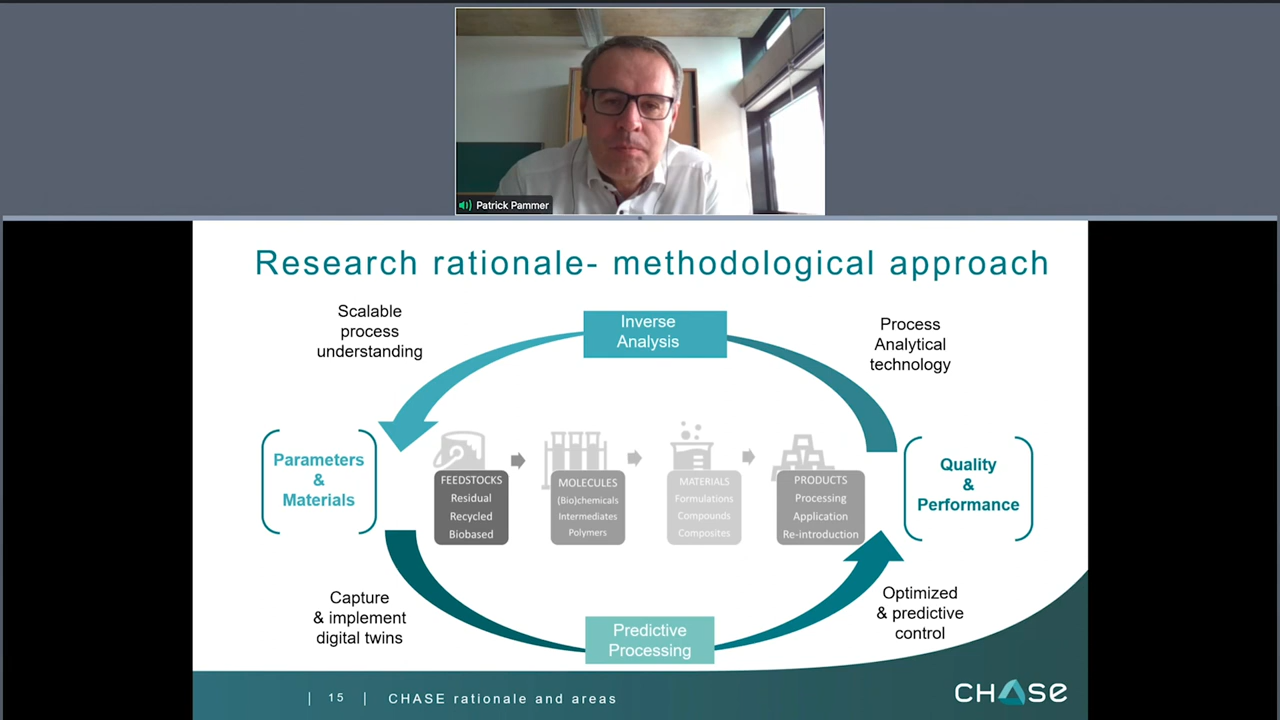 Patrick Pammer
Research rationale- methodological approach
Scalable
process
understanding
Inverse
Analysis
Process
Analytical
technology
Parameters
&
Materials
FEEDSTOCKS
Residual
Recycled
Biobased
MOLECULES
(Bio)chemicals
Intermediates
Polymers
MATERIALS
Formulations
Compounds
Composites
PRODUCTS
Processing
Application
Re-introduction
Quality
&
Performance
Capture
& implement
digital twins
Predictive
Processing
Optimized
& predictive
control
| 15 | CHASE rationale and areas
CHASE